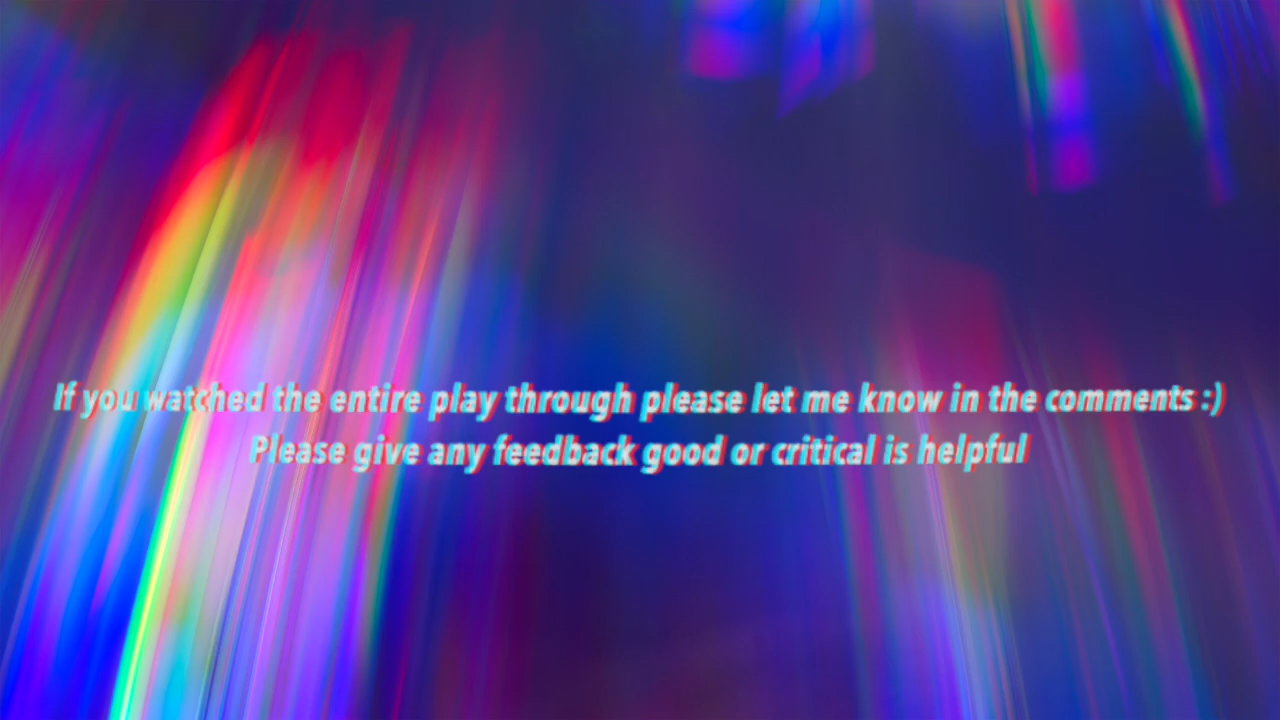 If you watched the entire play through please let me know in the comments :)
Please give any feedback good or critical is helpful